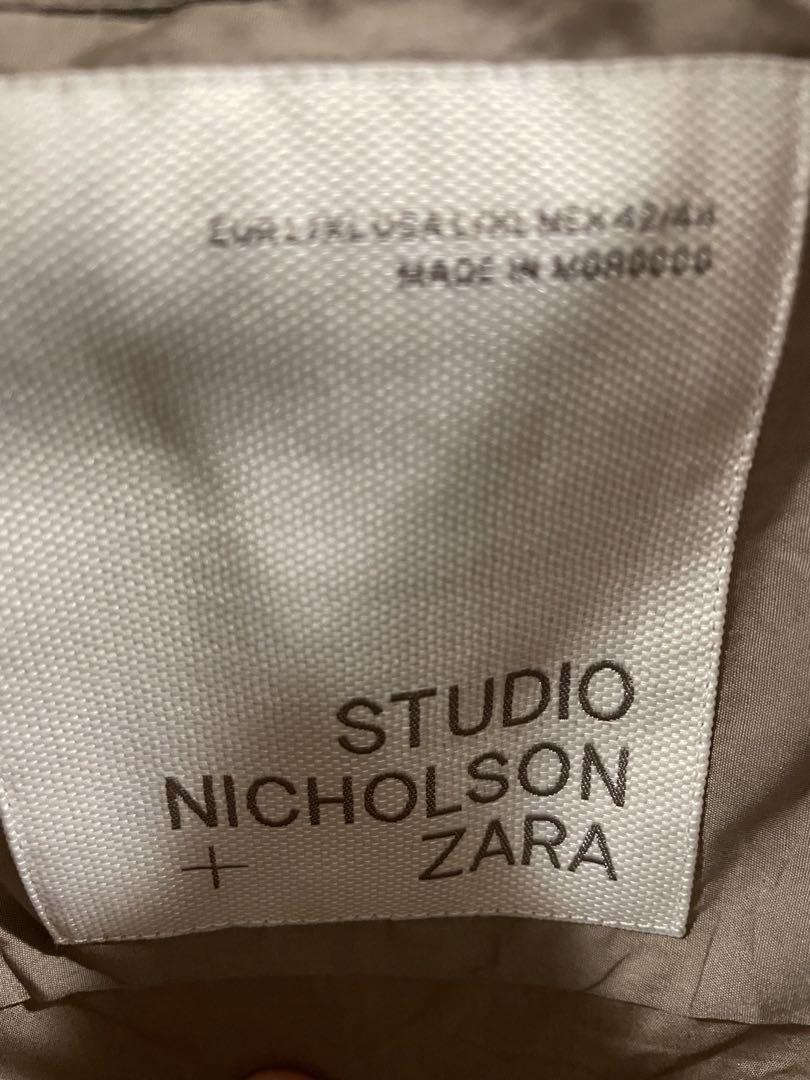 EUR L/XL USA L/XL MEX 42/44
MADE IN MOROCCO
STUDIO
NICHOLSON
+ ZARA